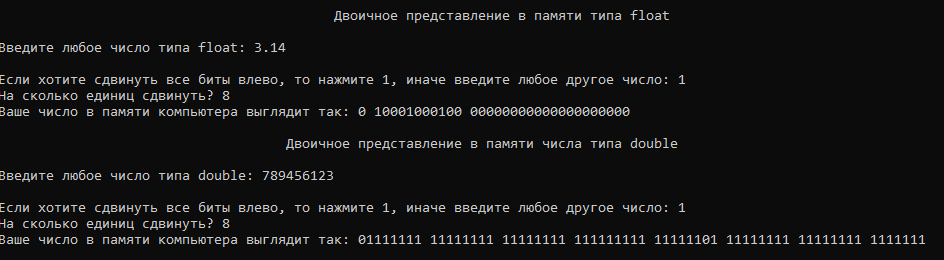 Двоичное представление в памяти типа float
Введите любое число типа float: 3.14
Если хотите сдвинуть все биты влево, то нажмите 1, иначе введите любое другое число: 1
На сколько единиц сдвинуть? 8
Ваше число в памяти компьютера выглядит так: 0 10001000100 00000000000000000000
Двоичное представление в памяти числа типа double
Введите любое число типа double: 789456123
Если хотите сдвинуть все биты влево, то нажмите 1, иначе введите любое другое число: 1
На сколько единиц сдвинуть? 8
Ваше число в памяти компьютера выглядит так: 01111111 11111111 11111111 111111111 11111101 11111111 11111111 1111111